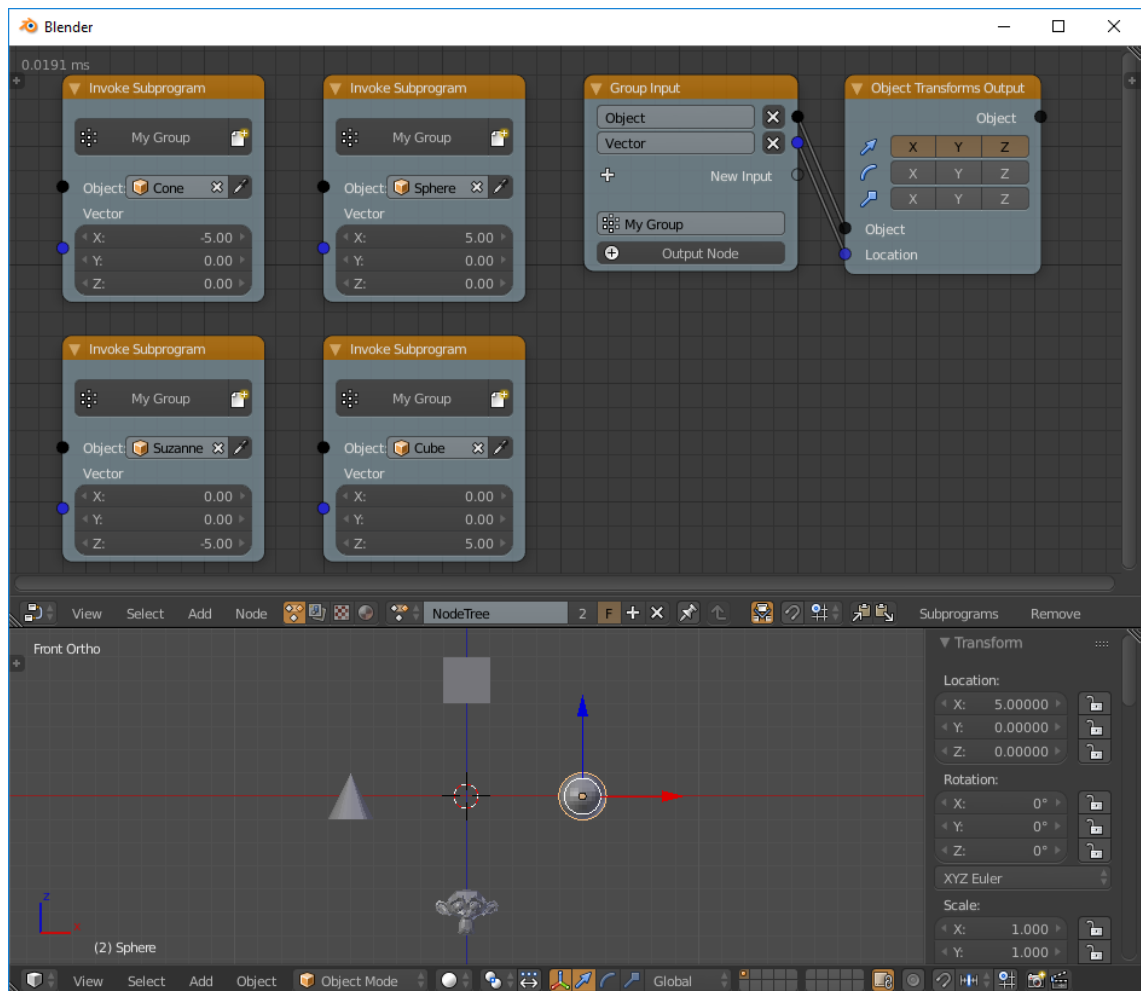 Blender
0.0191 ms
Invoke Subprogram
My Group
Object: Cone
Vector
X: -5.00
Y: 0.00
Z: 0.00
Invoke Subprogram
My Group
Object: Sphere
Vector
X: 5.00
Y: 0.00
Z: 0.00
Group Input
Object
Vector
New Input
My Group
Output Node
Object Transforms Output
Object
X Y Z
X Y Z
X Y Z
Object
Location
Invoke Subprogram
My Group
Object: Suzanne
Vector
X: 0.00
Y: 0.00
Z: -5.00
Invoke Subprogram
My Group
Object: Cube
Vector
X: 0.00
Y: 0.00
Z: 5.00
View Select Add Node NodeTree 2 F Subprograms Remove
Front Ortho
z
x
(2) Sphere
Transform
Location:
X: 5.00000
Y: 0.00000
Z: 0.00000
Rotation:
X: 0°
Y: 0°
Z: 0°
XYZ Euler
Scale:
X: 1.000
Y: 1.000
View Select Add Object Object Mode Global